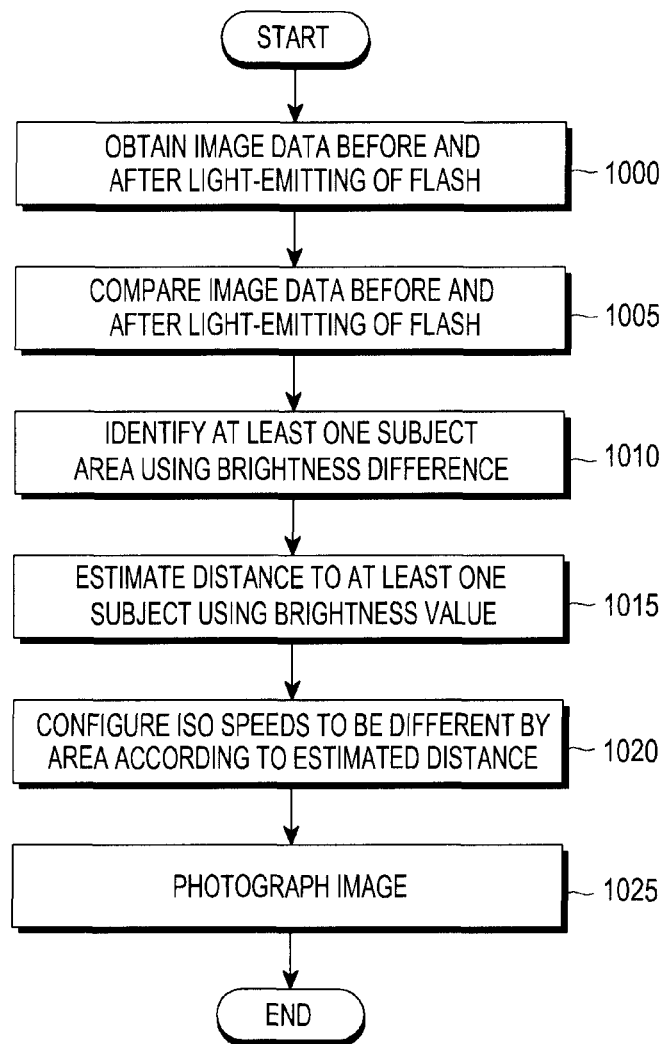 START
OBTAIN IMAGE DATA BEFORE AND
AFTER LIGHT-EMITTING OF FLASH
1000
COMPARE IMAGE DATA BEFORE AND
AFTER LIGHT-EMITTING OF FLASH
1005
IDENTIFY AT LEAST ONE SUBJECT
AREA USING BRIGHTNESS DIFFERENCE
1010
ESTIMATE DISTANCE TO AT LEAST ONE
SUBJECT USING BRIGHTNESS VALUE
1015
CONFIGURE ISO SPEEDS TO BE DIFFERENT BY
AREA ACCORDING TO ESTIMATED DISTANCE
1020
PHOTOGRAPH IMAGE
1025
END